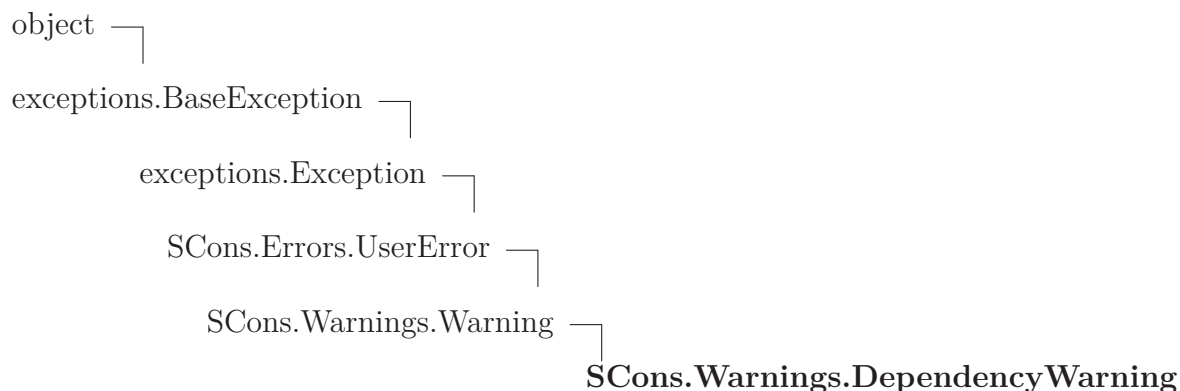 object
exceptions.BaseException
exceptions.Exception
SCons.Errors.UserError
SCons.Warnings.Warning
SCons.Warnings.DependencyWarning